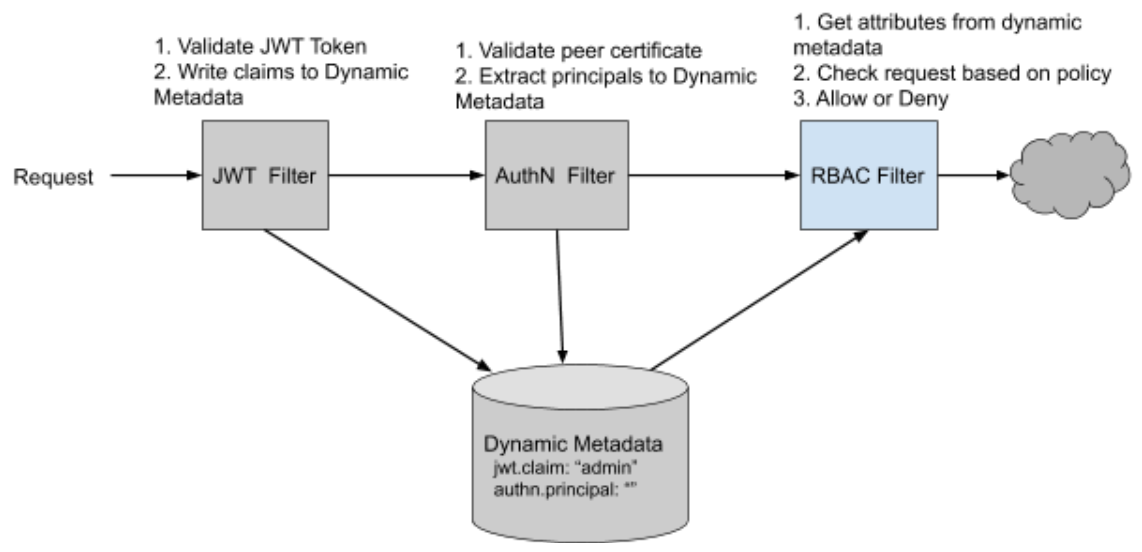 1. Validate JWT Token
2. Write claims to Dynamic
Metadata
1. Validate peer certificate
2. Extract principals to Dynamic
Metadata
1. Get attributes from dynamic
metadata
2. Check request based on policy
3. Allow or Deny
Request
JWT Filter
AuthN Filter
RBAC Filter
Dynamic Metadata
jwt.claim: “admin”
authn.principal: “”